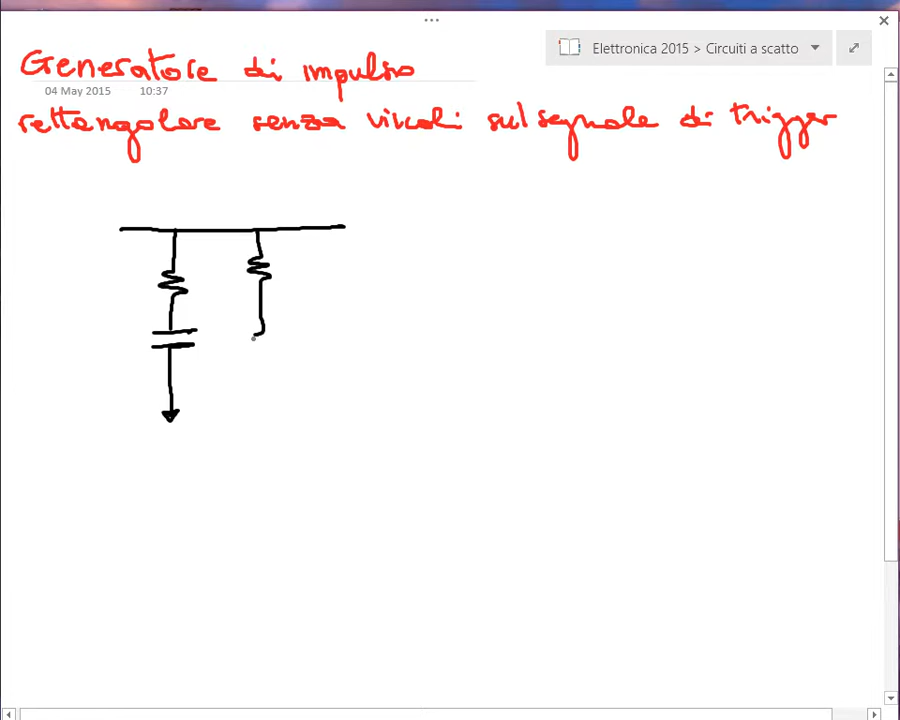 Elettronica 2015 > Circuiti a scatto
Generatore di impulso
04 May 2015 10:37
rettangolare senza vincoli sul segnale di trigger